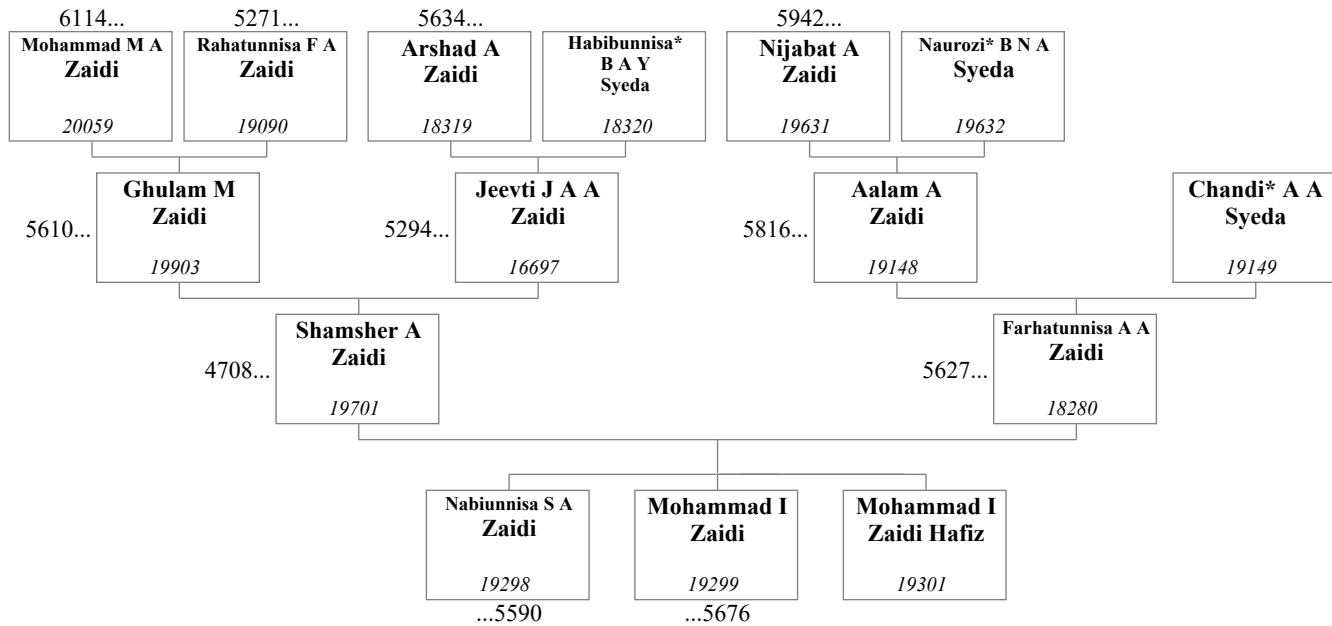 6114...
5271...
5634...
5942...
Mohammad M A
Zaidi
20059
Rahatunnisa F A
Zaidi
19090
Arshad A
Zaidi
18319
Habibunnisa*
B A Y
Syeda
18320
Nijabat A
Zaidi
19631
Naurozi* B N A
Syeda
19632
5610...
Ghulam M
Zaidi
19903
5294...
Jeevti J A A
Zaidi
16697
5816...
Aalam A
Zaidi
19148
Chandi* A A
Syeda
19149
4708...
Shamsher A
Zaidi
19701
5627...
Farhatunnisa A A
Zaidi
18280
Nabiunnisa S A
Zaidi
19298
...5590
Mohammad I
Zaidi
19299
...5676
Mohammad I
Zaidi Hafiz
19301